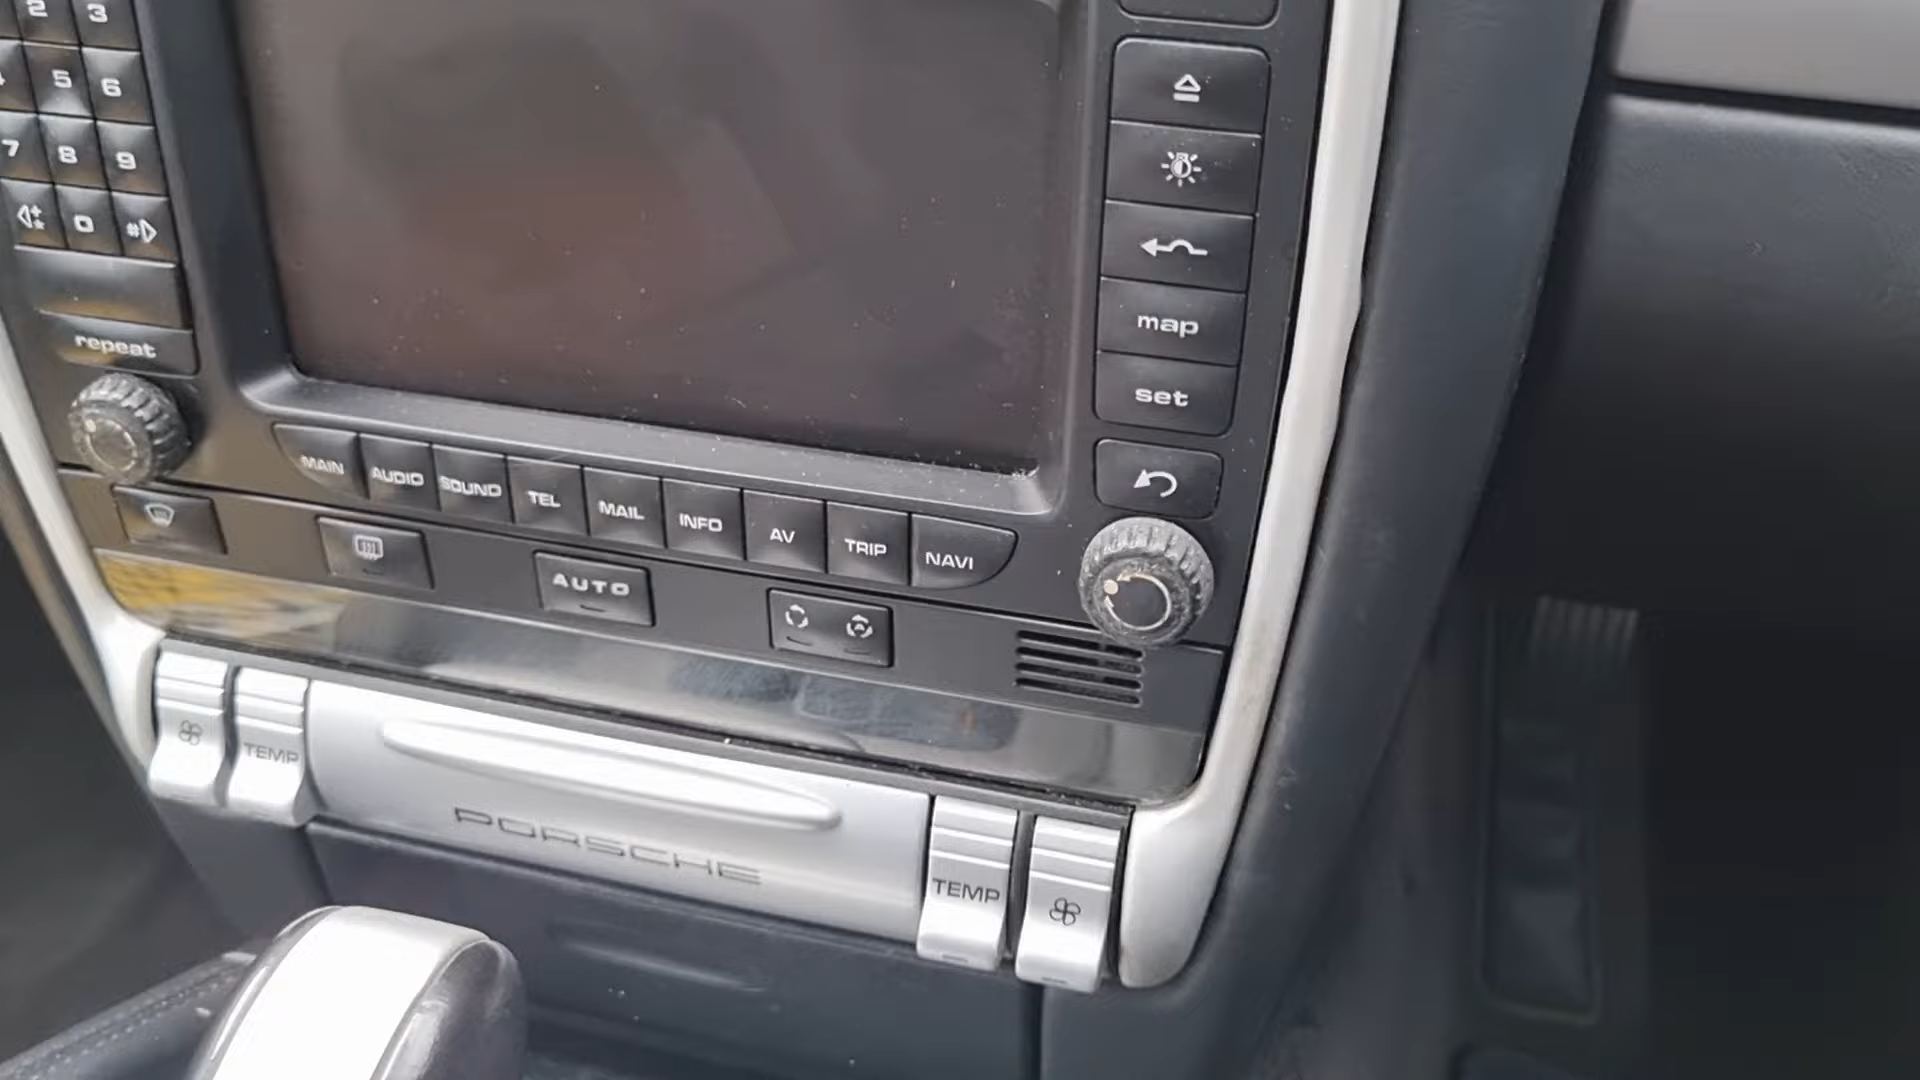 2 3
5 6
7 8 9
0 #
repeat
map
set
MAIN AUDIO SOUND TEL MAIL INFO AV TRIP NAVI
AUTO
TEMP
PORSCHE
TEMP